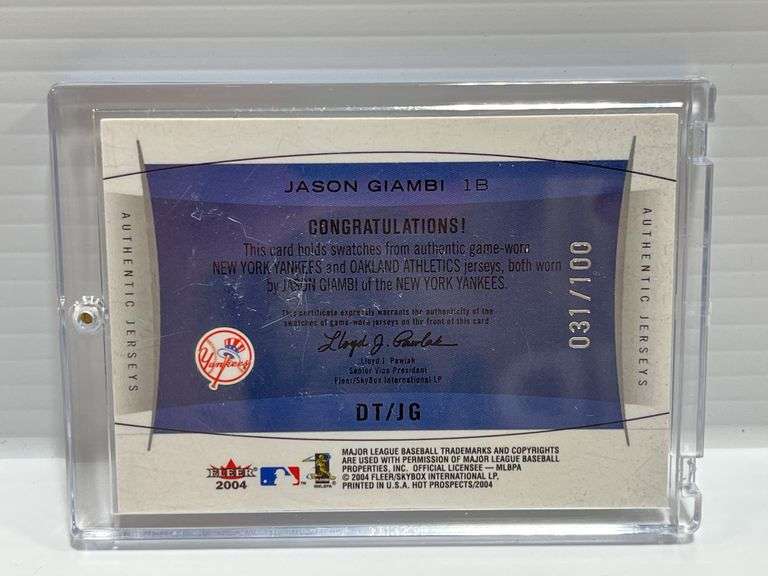 JASON GIAMBI 1B
CONGRATULATIONS!
This card holds swatches from authentic game-worn
NEW YORK YANKEES and OAKLAND ATHLETICS jerseys, both worn
by JASON GIAMBI of the NEW YORK YANKEES.
This certificate expressly warrants the authenticity of the
swatches of game-worn jerseys on the front of this card
Lloyd J. Pawlak
Lloyd J. Pawlak
Senior Vice President
Fleer/SkyBox International LP
DT/JG
AUTHENTIC JERSEYS
AUTHENTIC JERSEYS
031/100
Yankees
FLEER
2004
MAJOR LEAGUE BASEBALL TRADEMARKS AND COPYRIGHTS
ARE USED WITH PERMISSION OF MAJOR LEAGUE BASEBALL
PROPERTIES, INC. OFFICIAL LICENSEE — MLBPA
© 2004 FLEER/SKYBOX INTERNATIONAL LP.
PRINTED IN U.S.A. HOT PROSPECTS/2004